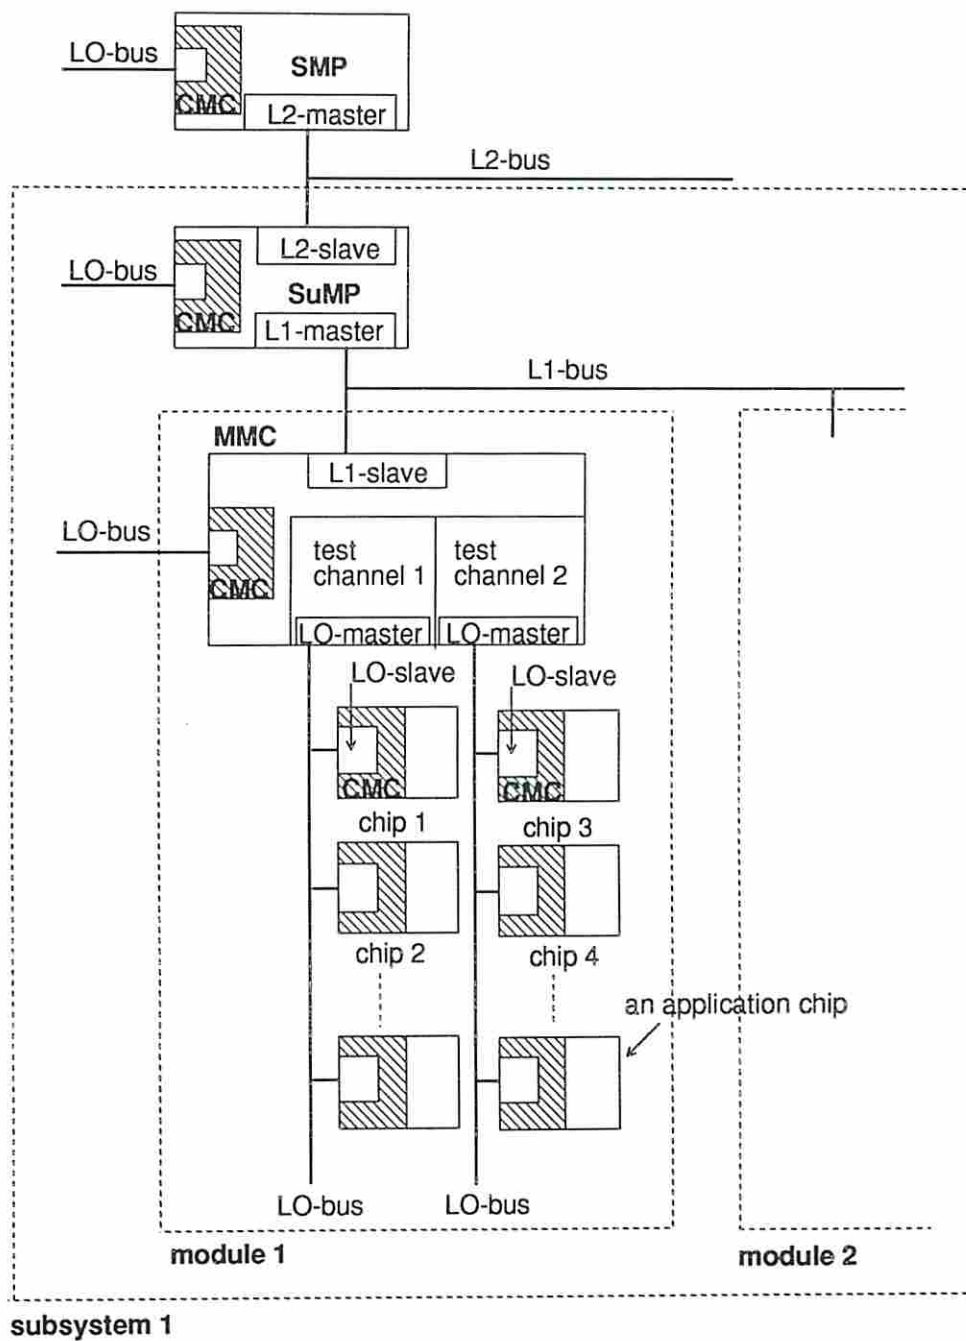 LO-bus
SMP
CMC
L2-master
L2-bus
L2-slave
LO-bus
SuMP
CMC
L1-master
L1-bus
MMC
L1-slave
LO-bus
test
channel 1
test
channel 2
CMC
LO-master
LO-master
LO-slave
LO-slave
CMC
CMC
chip 1
chip 3
chip 2
chip 4
an application chip
LO-bus
LO-bus
module 1
module 2
subsystem 1